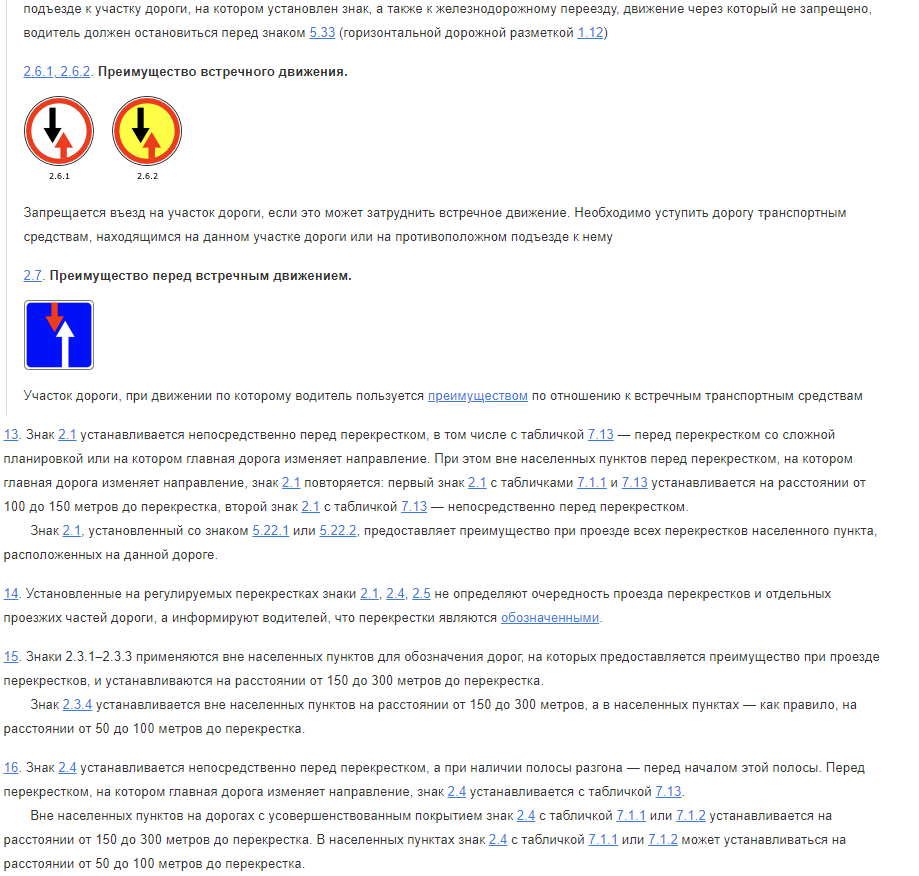 подъезде к участку дороги, на котором установлен знак, а также к железнодорожному переезду, движение через который не запрещено,
водитель должен остановиться перед знаком 5.33 (горизонтальной дорожной разметкой 1.12)
2.6.1, 2.6.2. Преимущество встречного движения.
2.6.1 2.6.2
Запрещается въезд на участок дороги, если это может затруднить встречное движение. Необходимо уступить дорогу транспортным
средствам, находящимся на данном участке дороги или на противоположном подъезде к нему
2.7. Преимущество перед встречным движением.
Участок дороги, при движении по которому водитель пользуется преимуществом по отношению к встречным транспортным средствам
13. Знак 2.1 устанавливается непосредственно перед перекрестком, в том числе с табличкой 7.13 — перед перекрестком со сложной
планировкой или на котором главная дорога изменяет направление. При этом вне населенных пунктов перед перекрестком, на котором
главная дорога изменяет направление, знак 2.1 повторяется: первый знак 2.1 с табличками 7.1.1 и 7.13 устанавливается на расстоянии от
100 до 150 метров до перекрестка, второй знак 2.1 с табличкой 7.13 — непосредственно перед перекрестком.
Знак 2.1, установленный со знаком 5.22.1 или 5.22.2, предоставляет преимущество при проезде всех перекрестков населенного пункта,
расположенных на данной дороге.
14. Установленные на регулируемых перекрестках знаки 2.1, 2.4, 2.5 не определяют очередность проезда перекрестков и отдельных
проезжих частей дороги, а информируют водителей, что перекрестки являются обозначенными.
15. Знаки 2.3.1–2.3.3 применяются вне населенных пунктов для обозначения дорог, на которых предоставляется преимущество при проезде
перекрестков, и устанавливаются на расстоянии от 150 до 300 метров до перекрестка.
Знак 2.3.4 устанавливается вне населенных пунктов на расстоянии от 150 до 300 метров, а в населенных пунктах — как правило, на
расстоянии от 50 до 100 метров до перекрестка.
16. Знак 2.4 устанавливается непосредственно перед перекрестком, а при наличии полосы разгона — перед началом этой полосы. Перед
перекрестком, на котором главная дорога изменяет направление, знак 2.4 устанавливается с табличкой 7.13.
Вне населенных пунктов на дорогах с усовершенствованным покрытием знак 2.4 с табличкой 7.1.1 или 7.1.2 устанавливается на
расстоянии от 150 до 300 метров до перекрестка. В населенных пунктах знак 2.4 с табличкой 7.1.1 или 7.1.2 может устанавливаться на
расстоянии от 50 до 100 метров до перекрестка.